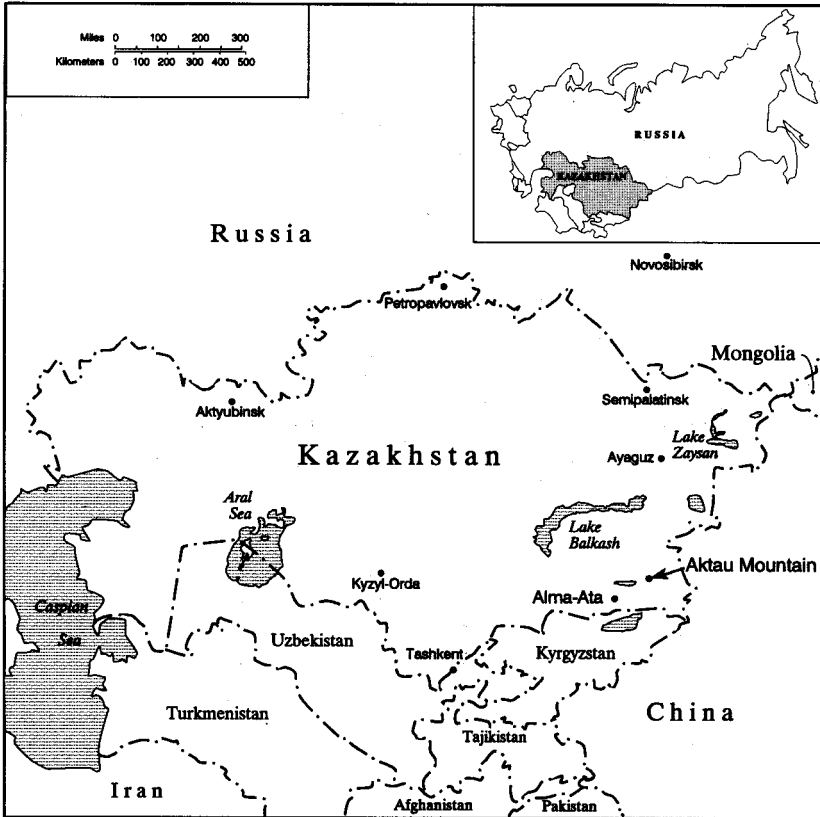 Miles 0 100 200 300
Kilometers 0 100 200 300 400 500
RUSSIA
KAZAKHSTAN
Russia
Novosibirsk
Petropavlovsk
Mongolia
Aktyubinsk
Semipalatinsk
Lake
Zaysan
Kazakhstan
Ayaguz
Aral
Sea
Lake
Balkash
Aktau Mountain
Kyzyl-Orda
Alma-Ata
Caspian
Sea
Uzbekistan
Tashkent
Kyrgyzstan
Turkmenistan
China
Tajikistan
Iran
Afghanistan
Pakistan